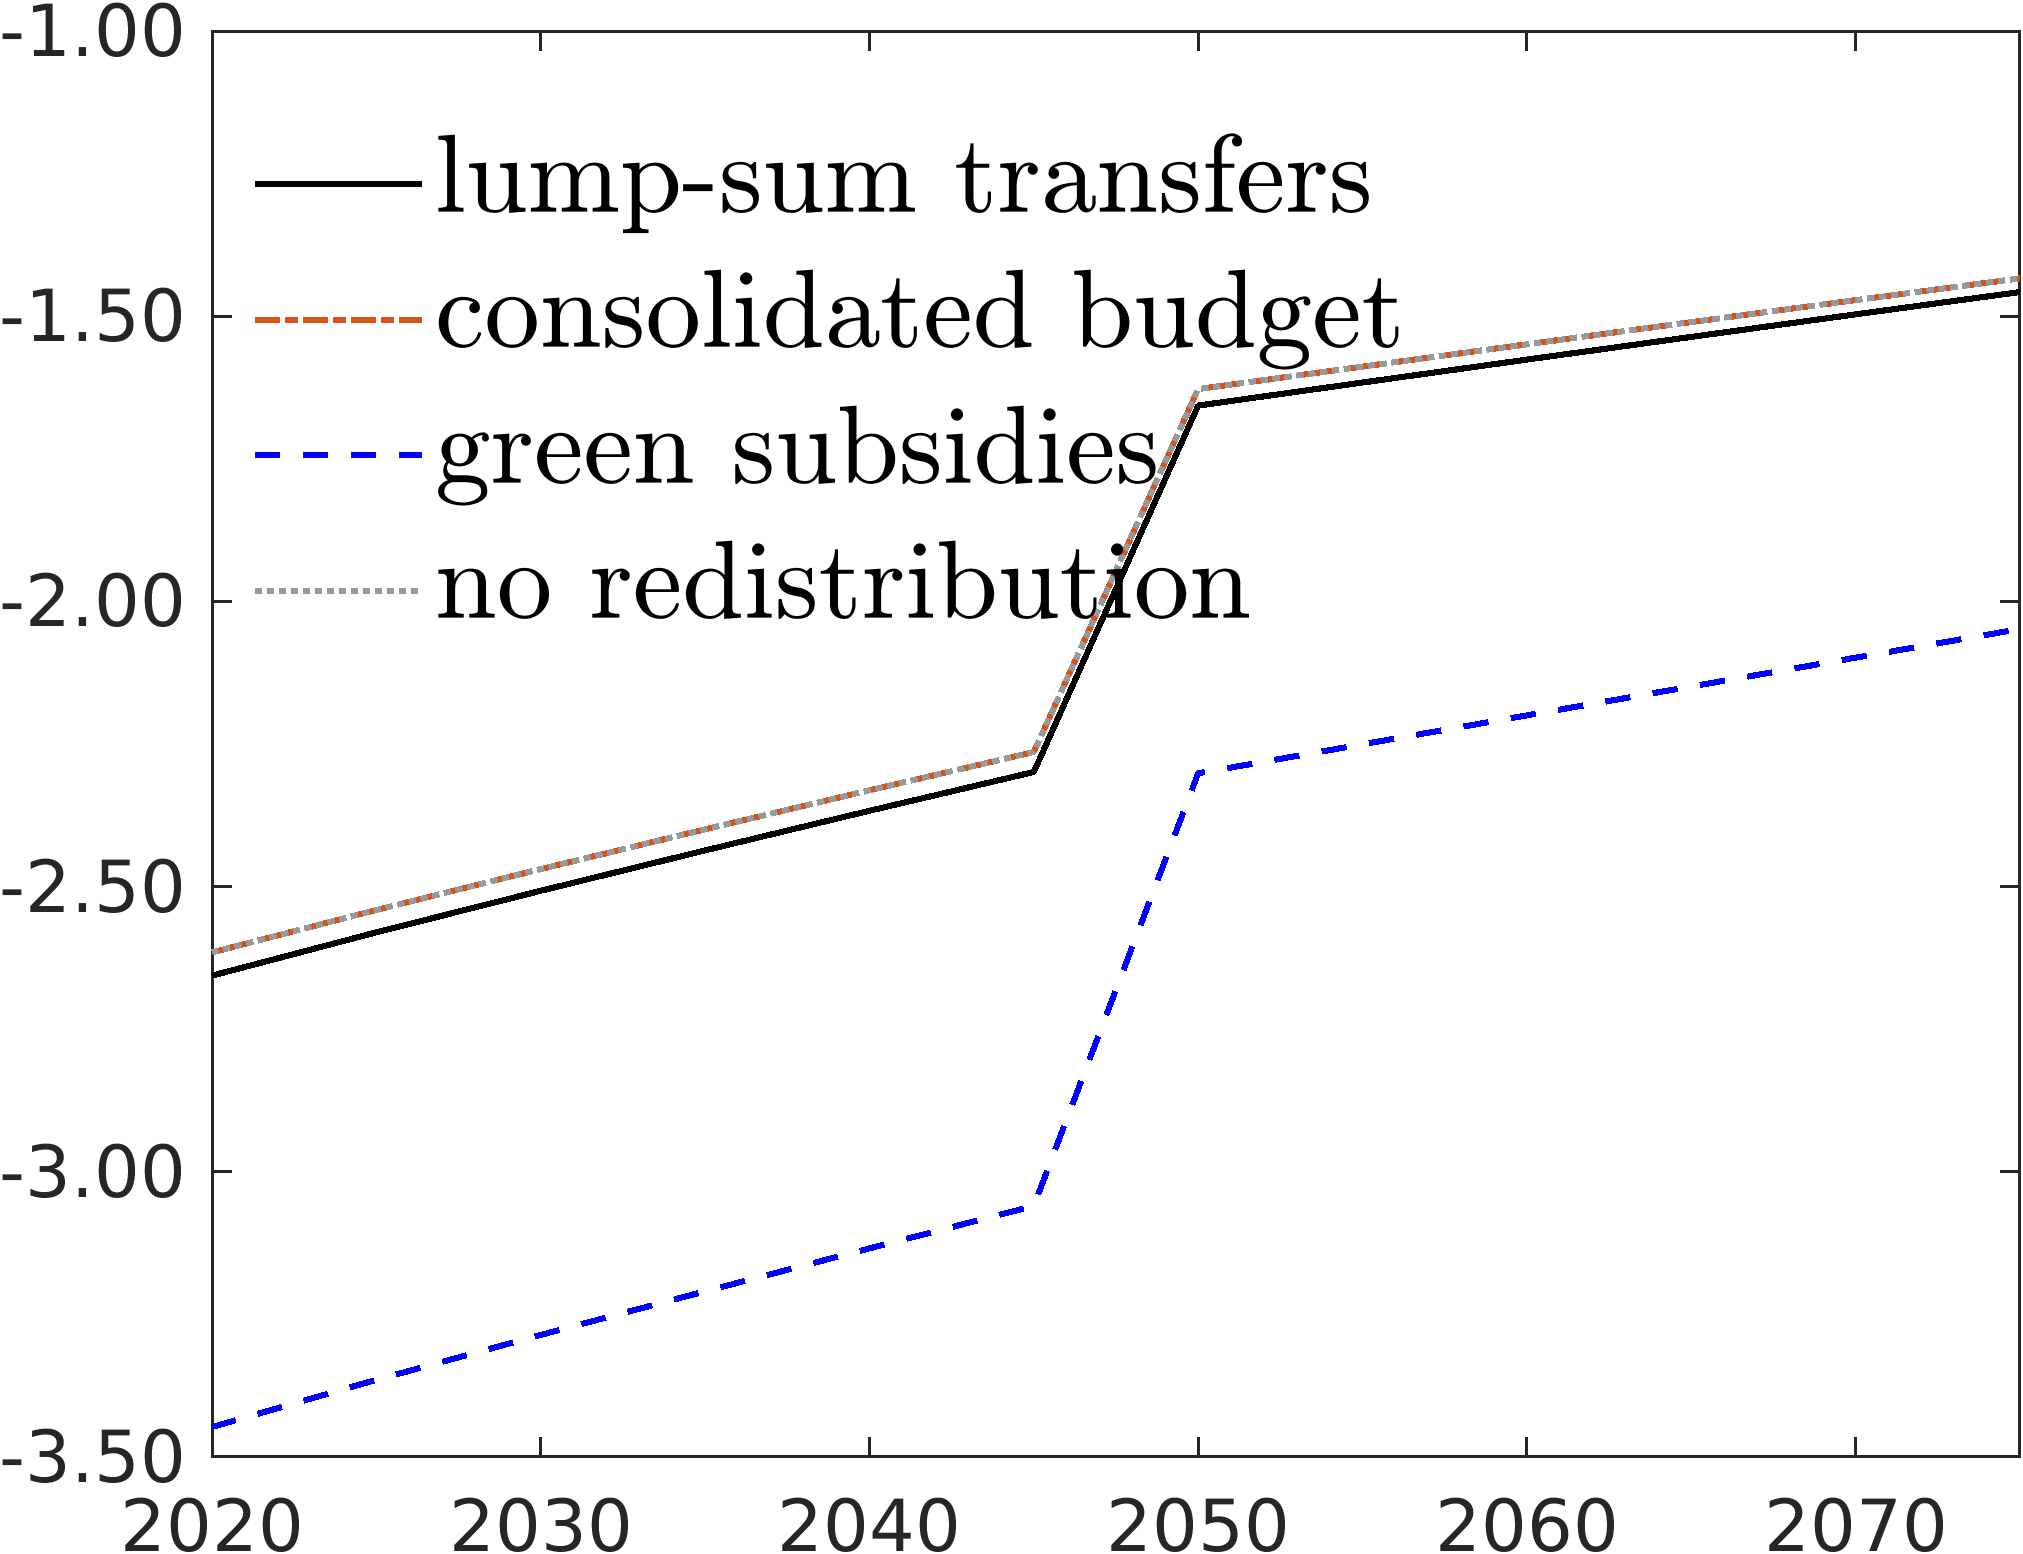 -1.00
lump-sum transfers
-1.50
consolidated budget
green subsidies
-2.00
no redistribution
-2.50
-3.00
-3.50
2020 2030 2040 2050 2060 2070